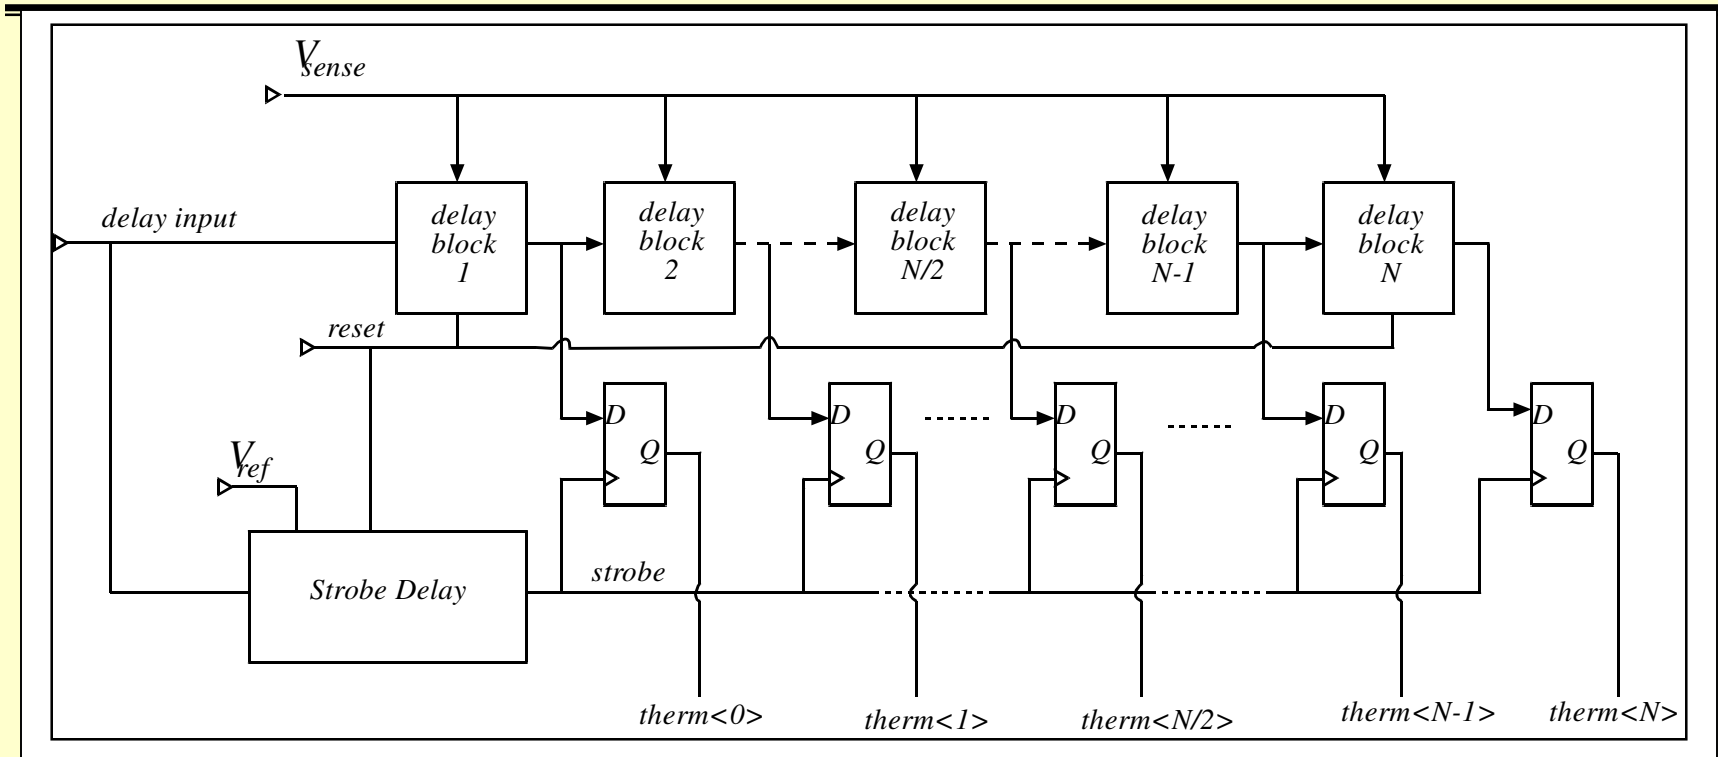 Vsense
delay input
delay
block
1
delay
block
2
delay
block
N/2
delay
block
N-1
delay
block
N
reset
D
Q
D
Q
D
Q
D
Q
D
Q
Vref
Strobe Delay
strobe
therm<0>
therm<1>
therm<N/2>
therm<N-1>
therm<N>